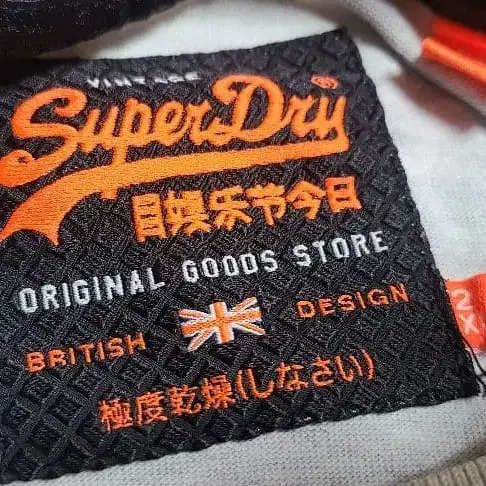 VINTAGE
SuperDry®
目娱乐节今日
ORIGINAL GOODS STORE
BRITISH DESIGN
極度乾燥(しなさい)
2X